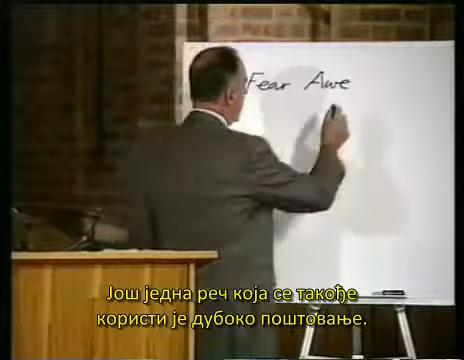 Fear Awe
Још једна реч која се такође
користи је дубоко поштовање.